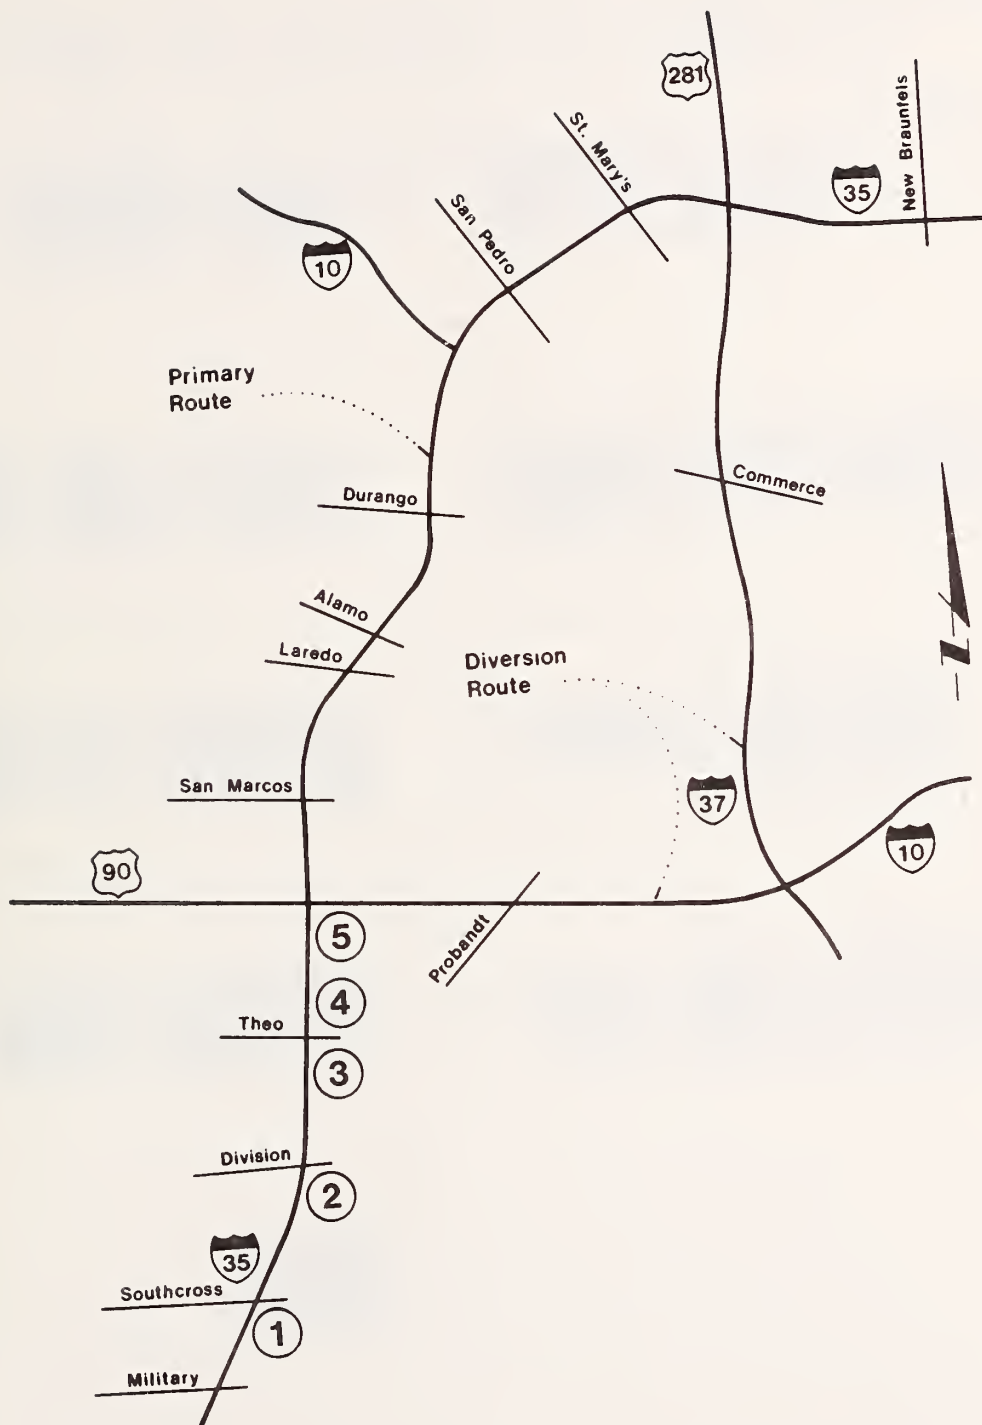 281
St. Mary's
New Braunfels
35
San Pedro
10
Primary
Route
Durango
Commerce
Alamo
Laredo
Diversion
Route
San Marcos
37
10
90
5
Probandt
4
Theo
3
Division
2
35
Southcross
1
Military
N